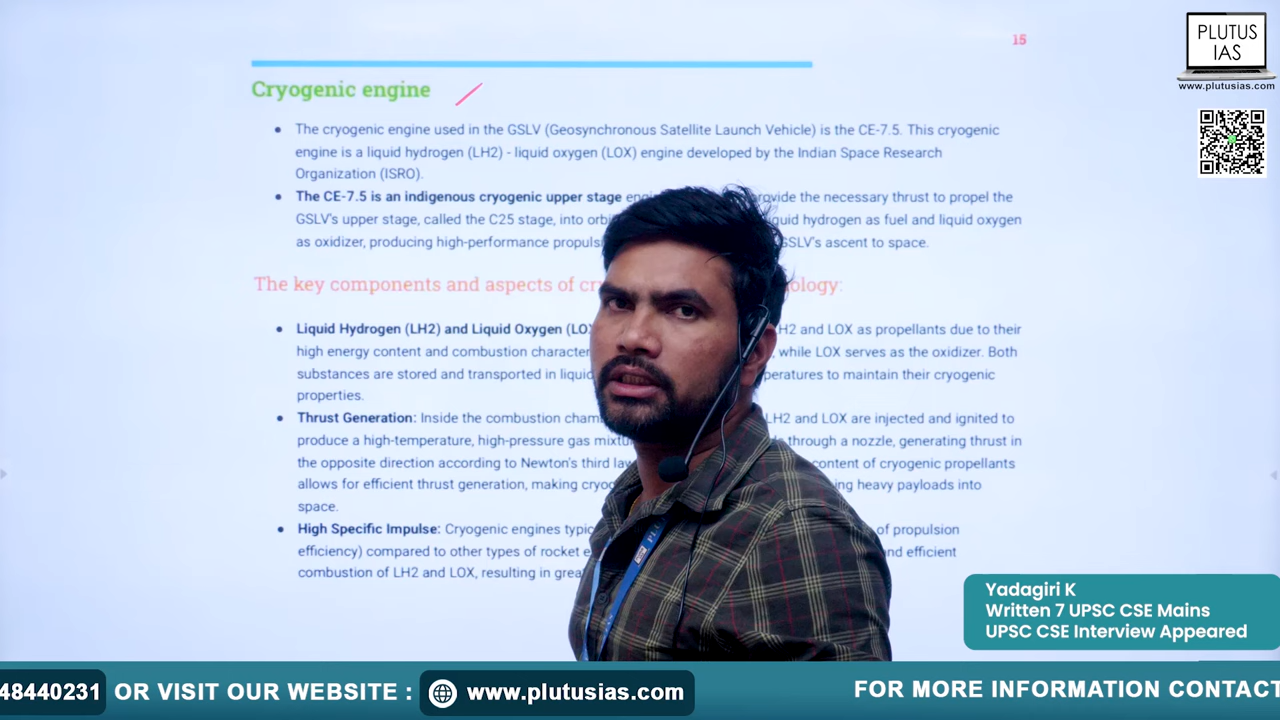 15
PLUTUS
IAS
www.plutusias.com
Cryogenic engine
The cryogenic engine used in the GSLV (Geosynchronous Satellite Launch Vehicle) is the CE-7.5. This cryogenic
engine is a liquid hydrogen (LH2) - liquid oxygen (LOX) engine developed by the Indian Space Research
Organization (ISRO).
The CE-7.5 is an indigenous cryogenic upper stage provide the necessary thrust to propel the
GSLV's upper stage, called the C25 stage, into liquid hydrogen as fuel and liquid oxygen
as oxidizer, producing high-performance GSLV's ascent to space.
The key components and aspects of
Liquid Hydrogen (LH2) and Liquid Oxygen LH2 and LOX as propellants due to their
high energy content and combustion while LOX serves as the oxidizer. Both
substances are stored and transported in to maintain their cryogenic
properties.
Thrust Generation: Inside the combustion LH2 and LOX are injected and ignited to
produce a high-temperature, high-pressure gas through a nozzle, generating thrust in
the opposite direction according to Newton's third content of cryogenic propellants
allows for efficient thrust generation, making heavy payloads into
space.
High Specific Impulse: Cryogenic engines of propulsion
efficiency) compared to other types of rocket and efficient
combustion of LH2 and LOX, resulting in
Yadagiri K
Written 7 UPSC CSE Mains
UPSC CSE Interview Appeared
48440231 OR VISIT OUR WEBSITE : www.plutusias.com FOR MORE INFORMATION CONTACT